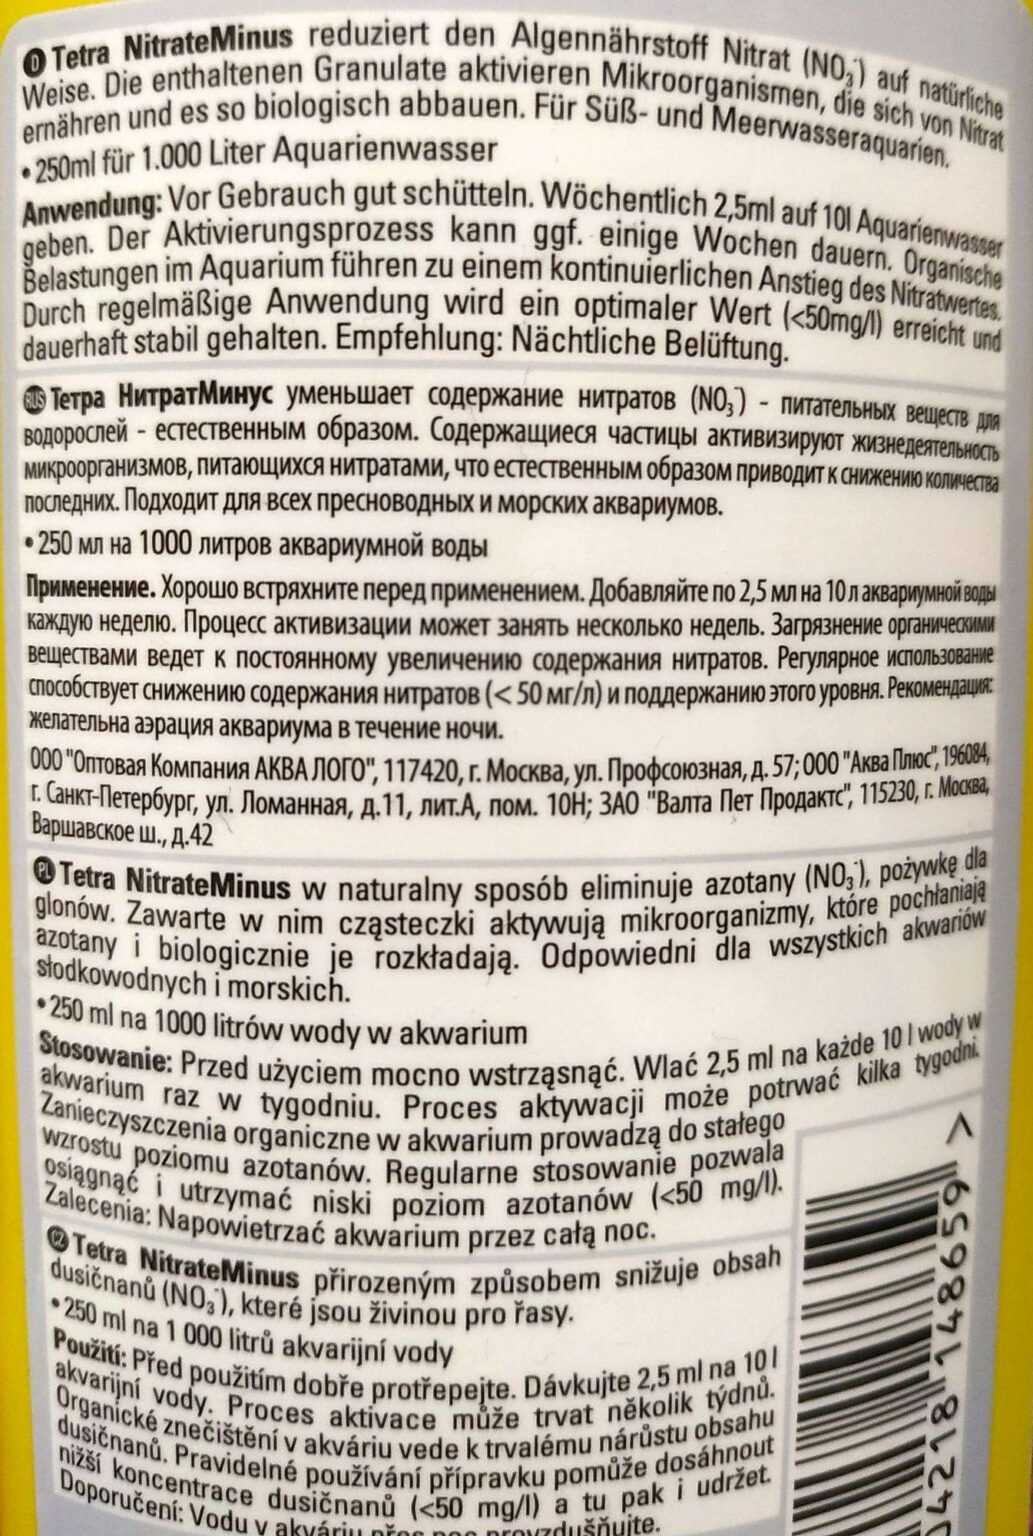 D Tetra NitrateMinus reduziert den Algennährstoff Nitrat (NO₃⁻) auf natürliche
Weise. Die enthaltenen Granulate aktivieren Mikroorganismen, die sich von Nitrat
ernähren und es so biologisch abbauen. Für Süß- und Meerwasseraquarien.
• 250ml für 1.000 Liter Aquarienwasser
Anwendung: Vor Gebrauch gut schütteln. Wöchentlich 2,5ml auf 10l Aquarienwasser
geben. Der Aktivierungsprozess kann ggf. einige Wochen dauern. Organische
Belastungen im Aquarium führen zu einem kontinuierlichen Anstieg des Nitratwertes.
Durch regelmäßige Anwendung wird ein optimaler Wert (<50mg/l) erreicht und
dauerhaft stabil gehalten. Empfehlung: Nächtliche Belüftung.
RUS Тетра НитратМинус уменьшает содержание нитратов (NO₃⁻) - питательных веществ для
водорослей - естественным образом. Содержащиеся частицы активизируют жизнедеятельность
микроорганизмов, питающихся нитратами, что естественным образом приводит к снижению количества
последних. Подходит для всех пресноводных и морских аквариумов.
• 250 мл на 1000 литров аквариумной воды
Применение. Хорошо встряхните перед применением. Добавляйте по 2,5 мл на 10 л аквариумной воды
каждую неделю. Процесс активизации может занять несколько недель. Загрязнение органическими
веществами ведет к постоянному увеличению содержания нитратов. Регулярное использование
способствует снижению содержания нитратов (< 50 мг/л) и поддержанию этого уровня. Рекомендация:
желательна аэрация аквариума в течение ночи.
ООО "Оптовая Компания АКВА ЛОГО", 117420, г. Москва, ул. Профсоюзная, д. 57; ООО "Аква Плюс", 196084,
г. Санкт-Петербург, ул. Ломанная, д.11, лит.А, пом. 10Н; ЗАО "Валта Пет Продактс", 115230, г. Москва,
Варшавское ш., д.42
PL Tetra NitrateMinus w naturalny sposób eliminuje azotany (NO₃⁻), pożywkę dla
glonów. Zawarte w nim cząsteczki aktywują mikroorganizmy, które pochłaniają
azotany i biologicznie je rozkładają. Odpowiedni dla wszystkich akwariów
słodkowodnych i morskich.
• 250 ml na 1000 litrów wody w akwarium
Stosowanie: Przed użyciem mocno wstrząsnąć. Wlać 2,5 ml na każde 10 l wody w
akwarium raz w tygodniu. Proces aktywacji może potrwać kilka tygodni.
Zanieczyszczenia organiczne w akwarium prowadzą do stałego
wzrostu poziomu azotanów. Regularne stosowanie pozwala
osiągnąć i utrzymać niski poziom azotanów (<50 mg/l).
Zalecenia: Napowietrzać akwarium przez całą noc.
CZ Tetra NitrateMinus přirozeným způsobem snižuje obsah
dusičnanů (NO₃⁻), které jsou živinou pro řasy.
• 250 ml na 1 000 litrů akvarijní vody
Použití: Před použitím dobře protřepejte. Dávkujte 2,5 ml na 10 l
akvarijní vody. Proces aktivace může trvat několik týdnů.
Organické znečištění v akváriu vede k trvalému nárůstu obsahu
dusičnanů. Pravidelné používání přípravku pomůže dosáhnout
nižší koncentrace dusičnanů (<50 mg/l) a tu pak i udržet.
Doporučení: Vodu v akváriu přes noc provzdušňujte.
4218 148659 >